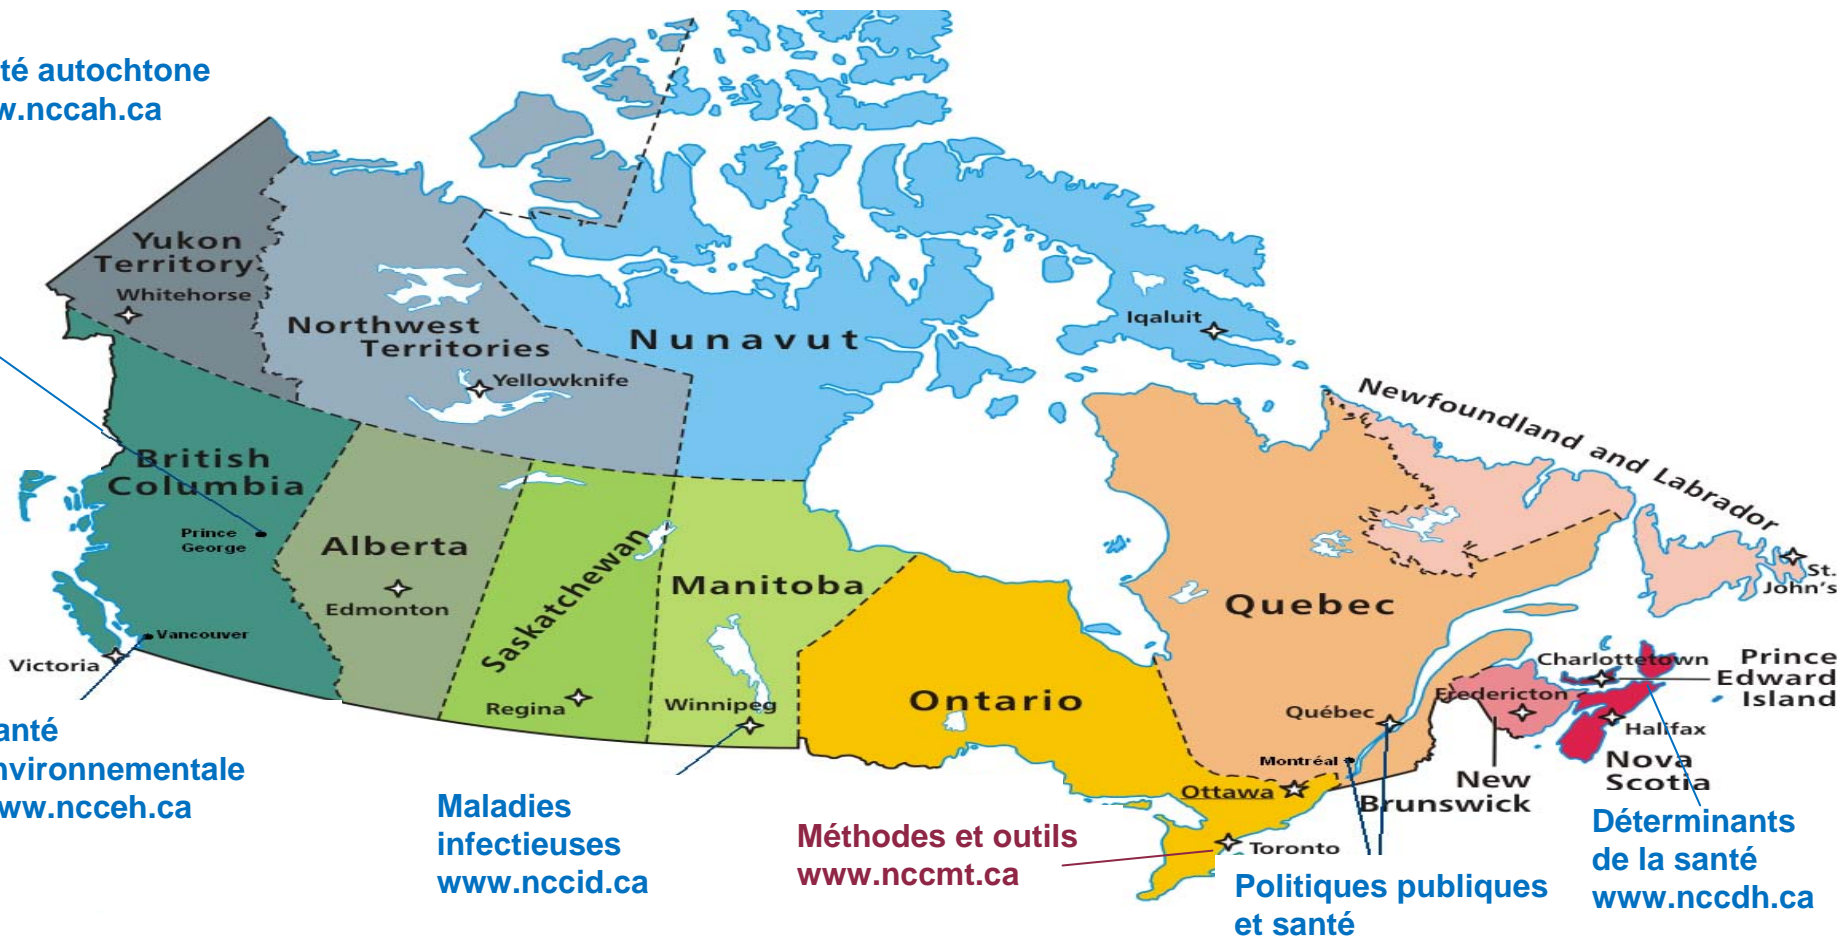 té autochtone
w.nccah.ca
Yukon
Territory
Whitehorse
Northwest
Territories
Yellowknife
Nunavut
Iqaluit
Newfoundland and Labrador
British
Columbia
Prince
George
Alberta
Edmonton
Saskatchewan
Regina
Manitoba
Winnipeg
Vancouver
Victoria
Ontario
Ottawa
Toronto
Quebec
Québec
Montréal
St.
John's
Charlottetown
Prince
Edward
Island
Fredericton
Halifax
Nova
Scotia
New
Brunswick
anté
nvironnementale
ww.ncceh.ca
Maladies
infectieuses
www.nccid.ca
Méthodes et outils
www.nccmt.ca
Politiques publiques
et santé
Déterminants
de la santé
www.nccdh.ca